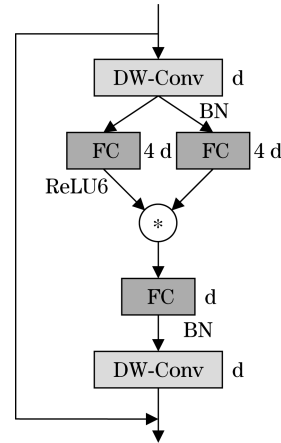 DW-Conv d
BN
FC 4 d FC 4 d
ReLU6
*
FC d
BN
DW-Conv d